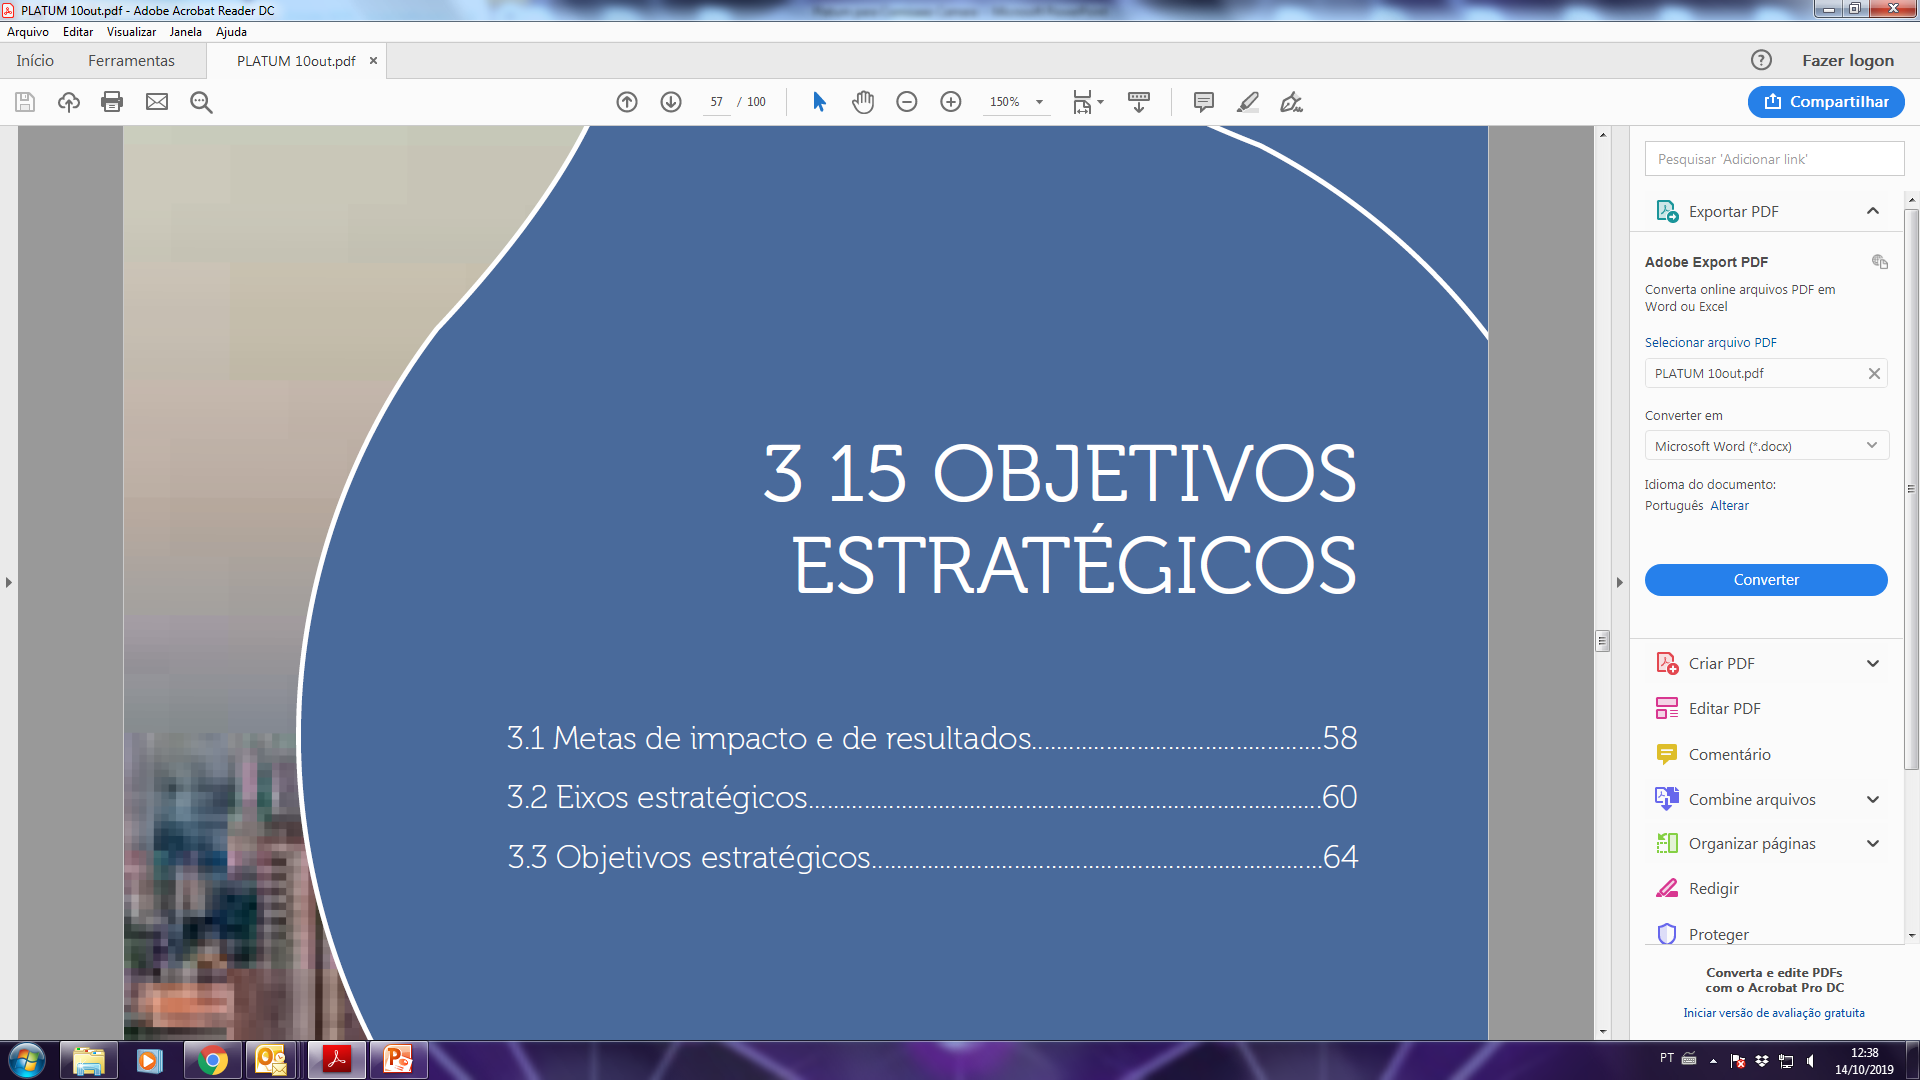 PLATUM 10out.pdf - Adobe Acrobat Reader DC
Arquivo Editar Visualizar Janela Ajuda
Início Ferramentas PLATUM 10out.pdf
Fazer logon
57 / 100
150%
Compartilhar
3 15 OBJETIVOS
ESTRATÉGICOS
3.1 Metas de impacto e de resultados..............................................58
3.2 Eixos estratégicos..................................................................................60
3.3 Objetivos estratégicos........................................................................64
Pesquisar 'Adicionar link'
Exportar PDF
Adobe Export PDF
Converta online arquivos PDF em
Word ou Excel
Selecionar arquivo PDF
PLATUM 10out.pdf
Converter em
Microsoft Word (*.docx)
Idioma do documento:
Português Alterar
Converter
Criar PDF
Editar PDF
Comentário
Combine arquivos
Organizar páginas
Redigir
Proteger
Converta e edite PDFs
com o Acrobat Pro DC
Iniciar versão de avaliação gratuita
PT
12:38
14/10/2019